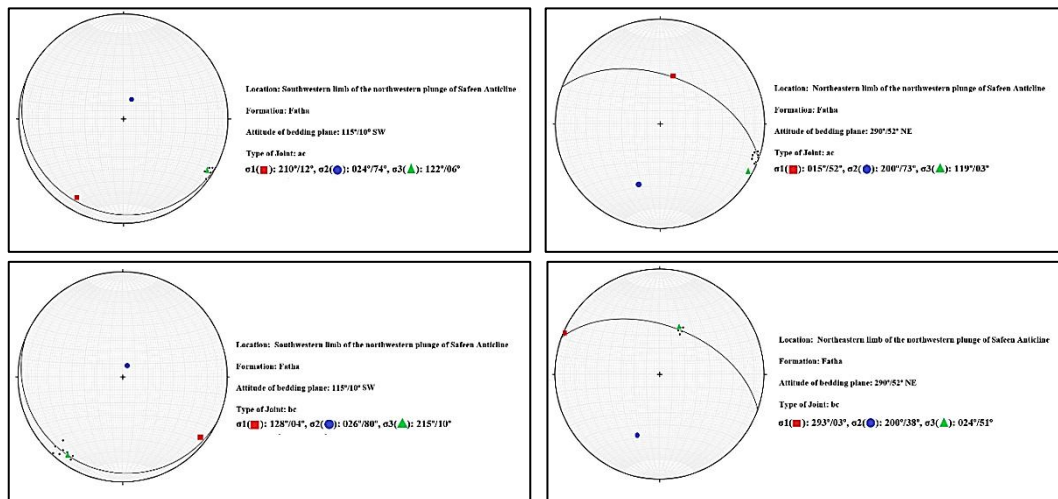 Location: Southwestern limb of the northwestern plunge of Safeen Anticline
Formation: Fatha
Attitude of bedding plane: 115°/10° SW
Type of Joint: ac
σ1(■): 210°/12°, σ2(●): 024°/74°, σ3(▲): 122°/06°
Location: Northeastern limb of the northwestern plunge of Safeen Anticline
Formation: Fatha
Attitude of bedding plane: 290°/52° NE
Type of Joint: ac
σ1(■): 015°/52°, σ2(●): 200°/73°, σ3(▲): 119°/03°
Location: Southwestern limb of the northwestern plunge of Safeen Anticline
Formation: Fatha
Attitude of bedding plane: 115°/10° SW
Type of Joint: bc
σ1(■): 128°/04°, σ2(●): 026°/80°, σ3(▲): 215°/10°
Location: Northeastern limb of the northwestern plunge of Safeen Anticline
Formation: Fatha
Attitude of bedding plane: 290°/52° NE
Type of Joint: bc
σ1(■): 293°/03°, σ2(●): 200°/38°, σ3(▲): 024°/51°